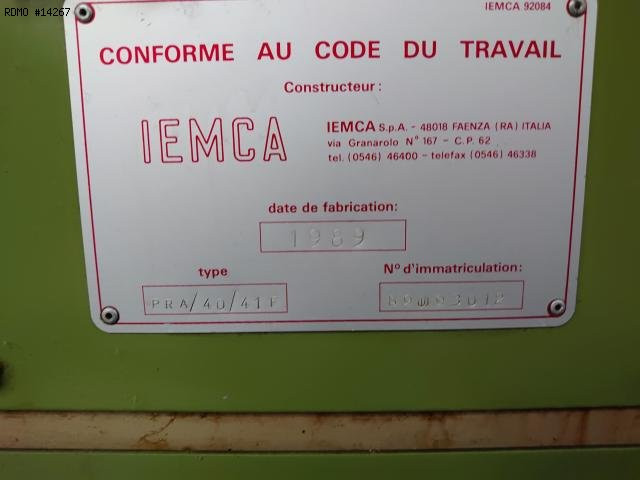 RDMO #14267
IEMCA 92084
CONFORME AU CODE DU TRAVAIL
Constructeur:
IEMCA
IEMCA S.p.A. - 48018 FAENZA (RA) ITALIA
via Granarolo N° 167 - C.P. 62
tel. (0546) 46400 - telefax (0546) 46338
date de fabrication:
1989
type
N° d'immatriculation:
PRA/40/41F